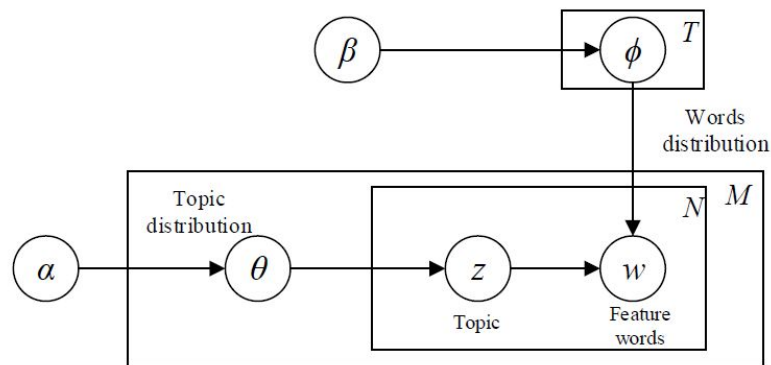 β
ϕ
T
Words
distribution
Topic
distribution
N
M
α
θ
z
w
Topic
Feature
words